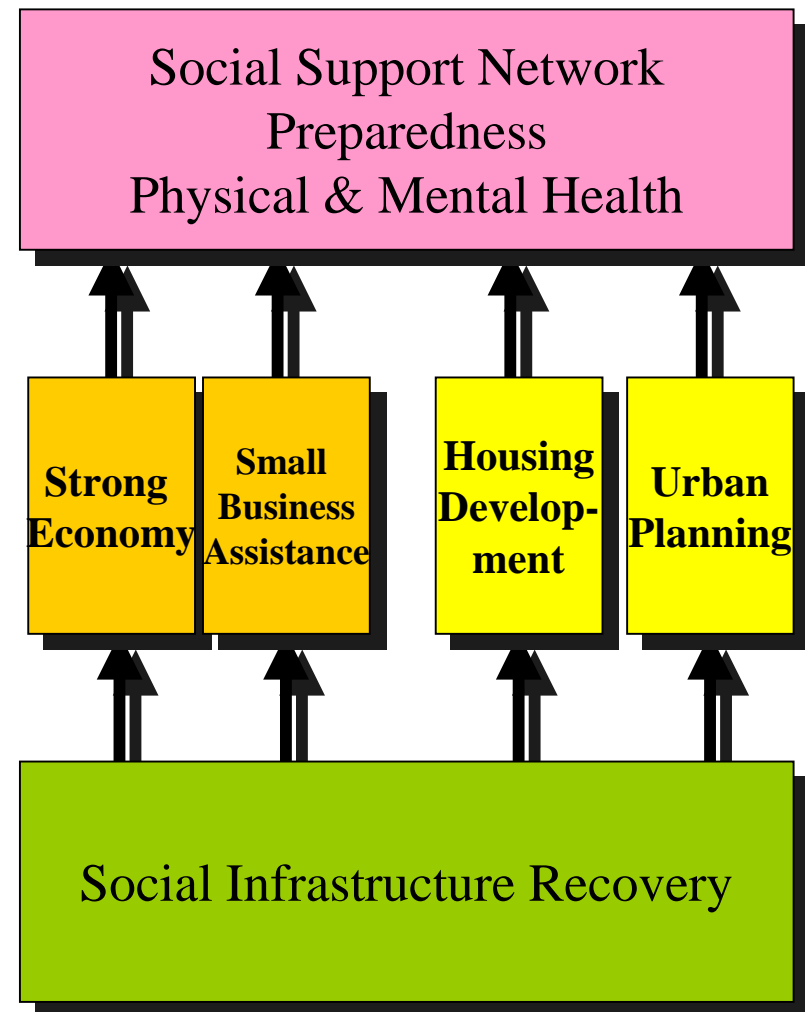 Social Support Network
Preparedness
Physical & Mental Health
Strong
Economy
Small
Business
Assistance
Housing
Develop-
ment
Urban
Planning
Social Infrastructure Recovery